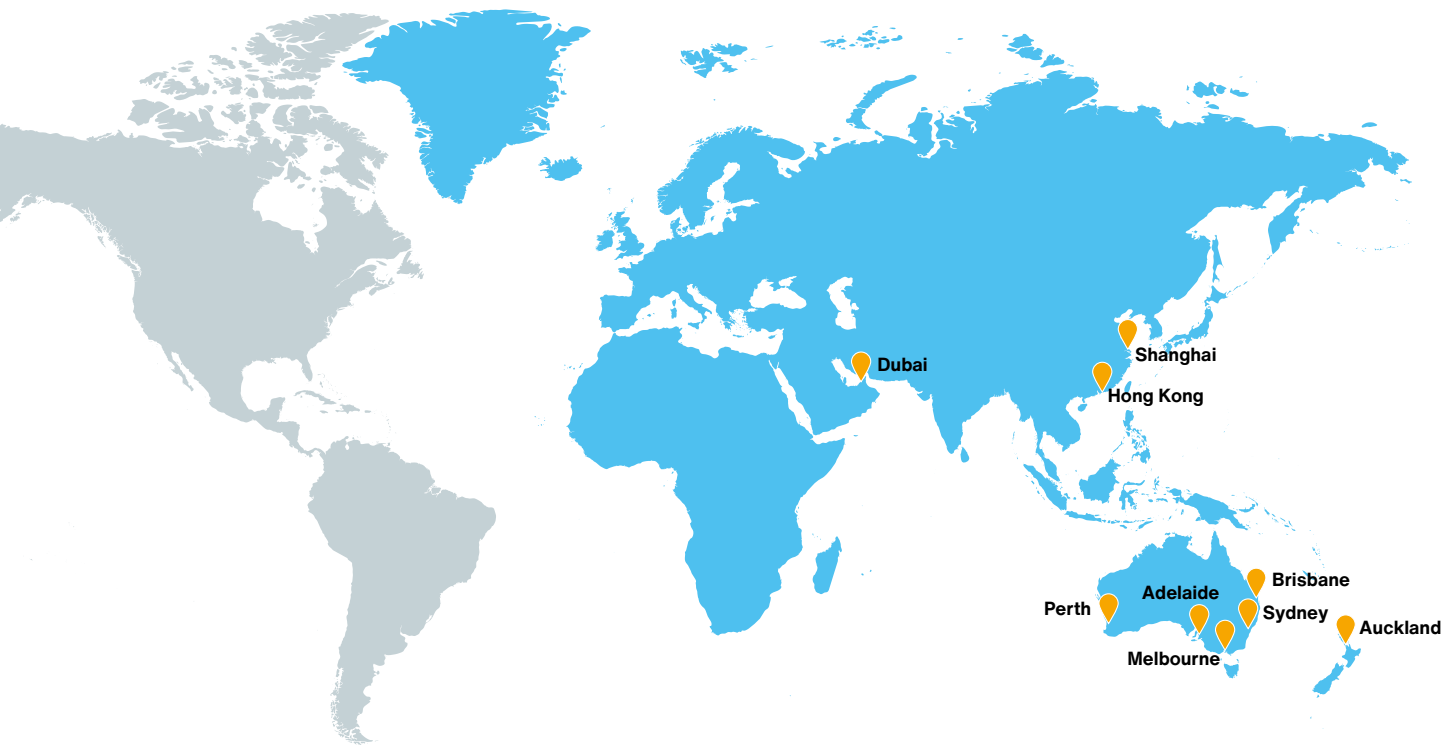 Shanghai
Dubai
Hong Kong
Brisbane
Adelaide
Perth
Sydney
Auckland
Melbourne